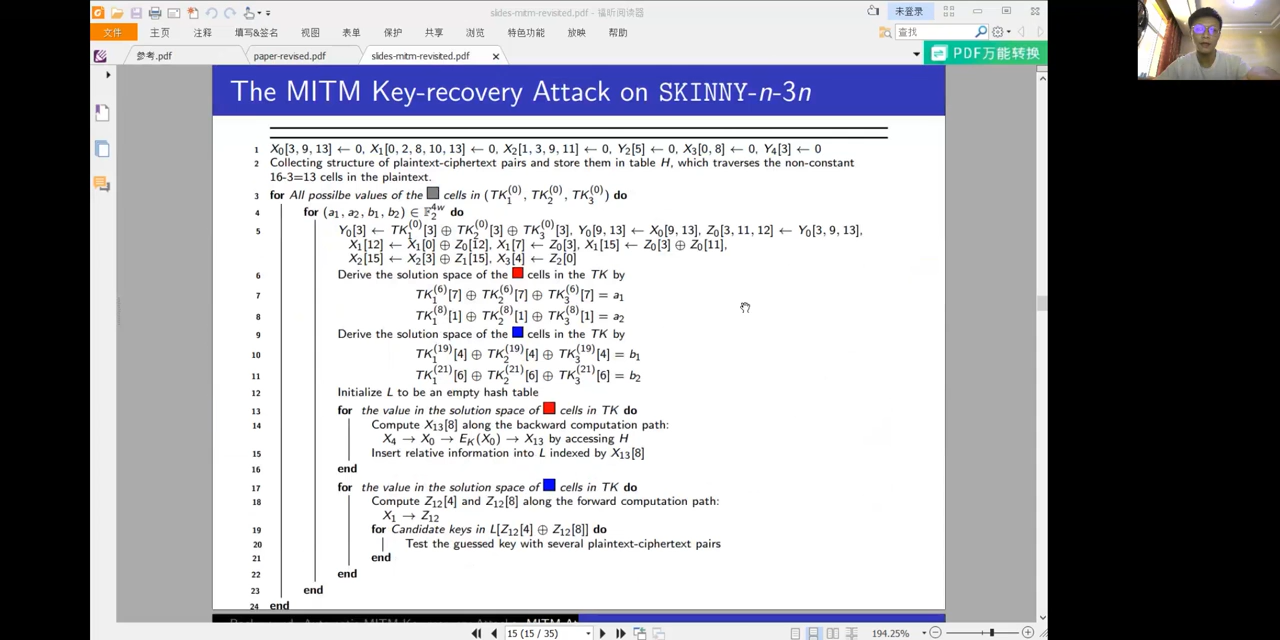 slides-mitm-revisited.pdf - 福昕阅读器
未登录
文件 主页 注释 填写&签名 视图 表单 保护 共享 浏览 特色功能 放映 帮助
查找
参考.pdf paper-revised.pdf slides-mitm-revisited.pdf
PDF万能转换
The MITM Key-recovery Attack on SKINNY-n-3n
1 X₀[3, 9, 13] ← 0, X₁[0, 2, 8, 10, 13] ← 0, X₂[1, 3, 9, 11] ← 0, Y₂[5] ← 0, X₃[0, 8] ← 0, Y₄[3] ← 0
2 Collecting structure of plaintext-ciphertext pairs and store them in table H, which traverses the non-constant
16-3=13 cells in the plaintext.
3 for All possilbe values of the cells in (TK₁⁽⁰⁾, TK₂⁽⁰⁾, TK₃⁽⁰⁾) do
4 for (a₁, a₂, b₁, b₂) ∈ 𝔽₂⁴ʷ do
5 Y₀[3] ← TK₁⁽⁰⁾[3] ⊕ TK₂⁽⁰⁾[3] ⊕ TK₃⁽⁰⁾[3], Y₀[9, 13] ← X₀[9, 13], Z₀[3, 11, 12] ← Y₀[3, 9, 13],
X₁[12] ← X₁[0] ⊕ Z₀[12], X₁[7] ← Z₀[3], X₁[15] ← Z₀[3] ⊕ Z₀[11],
X₂[15] ← X₂[3] ⊕ Z₁[15], X₃[4] ← Z₂[0]
6 Derive the solution space of the cells in the TK by
7 TK₁⁽⁶⁾[7] ⊕ TK₂⁽⁶⁾[7] ⊕ TK₃⁽⁶⁾[7] = a₁
8 TK₁⁽⁸⁾[1] ⊕ TK₂⁽⁸⁾[1] ⊕ TK₃⁽⁸⁾[1] = a₂
9 Derive the solution space of the cells in the TK by
10 TK₁⁽¹⁹⁾[4] ⊕ TK₂⁽¹⁹⁾[4] ⊕ TK₃⁽¹⁹⁾[4] = b₁
11 TK₁⁽²¹⁾[6] ⊕ TK₂⁽²¹⁾[6] ⊕ TK₃⁽²¹⁾[6] = b₂
12 Initialize L to be an empty hash table
13 for the value in the solution space of cells in TK do
14 Compute X₁₃[8] along the backward computation path:
X₄ → X₀ → E_K(X₀) → X₁₃ by accessing H
15 Insert relative information into L indexed by X₁₃[8]
16 end
17 for the value in the solution space of cells in TK do
18 Compute Z₁₂[4] and Z₁₂[8] along the forward computation path:
X₁ → Z₁₂
19 for Candidate keys in L[Z₁₂[4] ⊕ Z₁₂[8]] do
20 Test the guessed key with several plaintext-ciphertext pairs
21 end
22 end
23 end
24 end
15 (15 / 35)
194.25%